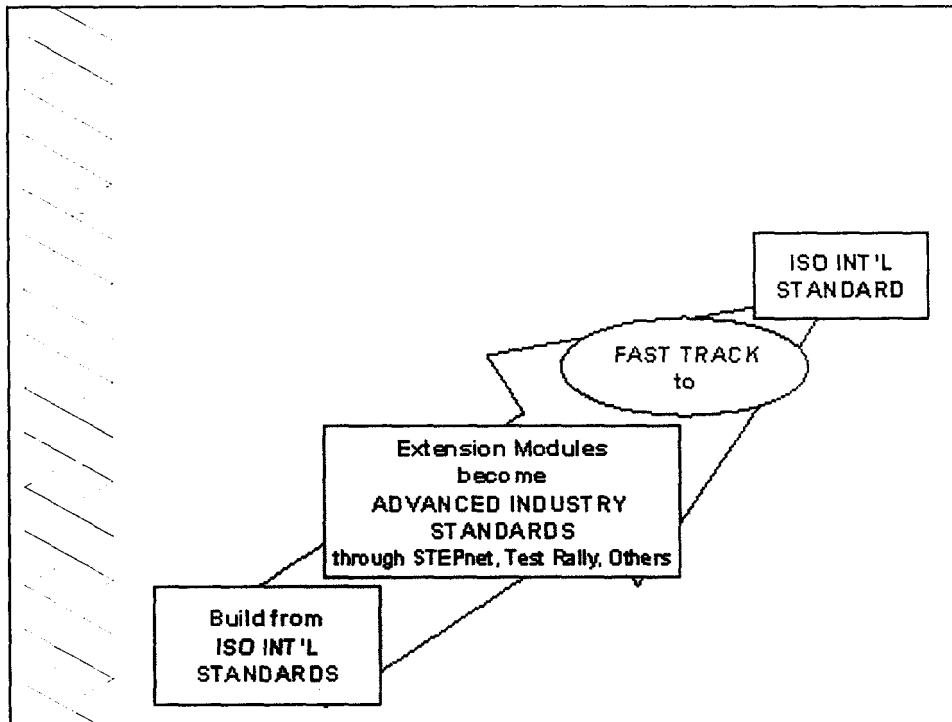 ISO INT'L
STANDARD
FAST TRACK
to
Extension Modules
become
ADVANCED INDUSTRY
STANDARDS
through STEPnet, Test Rally, Others
Build from
ISO INT'L
STANDARDS